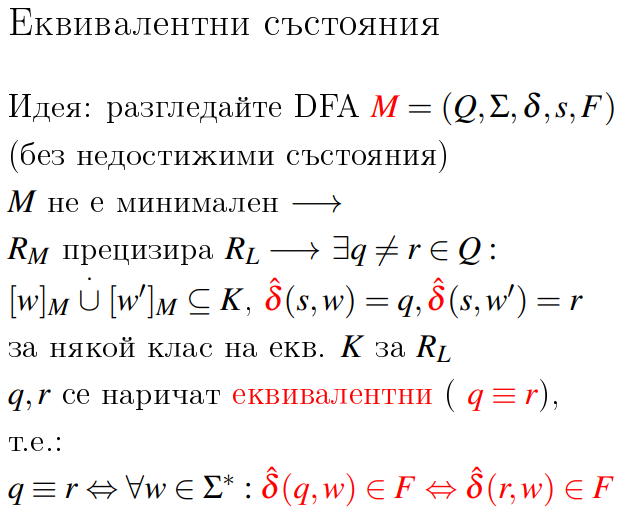 Еквивалентни състояния
Идея: разгледайте DFA M = (Q, Σ, δ, s, F)
(без недостижими състояния)
M не е минимален ⟶
R_M прецизира R_L ⟶ ∃q ≠ r ∈ Q :
[w]_M ∪̇ [w′]_M ⊆ K, δ̂(s, w) = q, δ̂(s, w′) = r
за някой клас на екв. K за R_L
q, r се наричат еквивалентни ( q ≡ r),
т.е.:
q ≡ r ⇔ ∀w ∈ Σ* : δ̂(q, w) ∈ F ⇔ δ̂(r, w) ∈ F